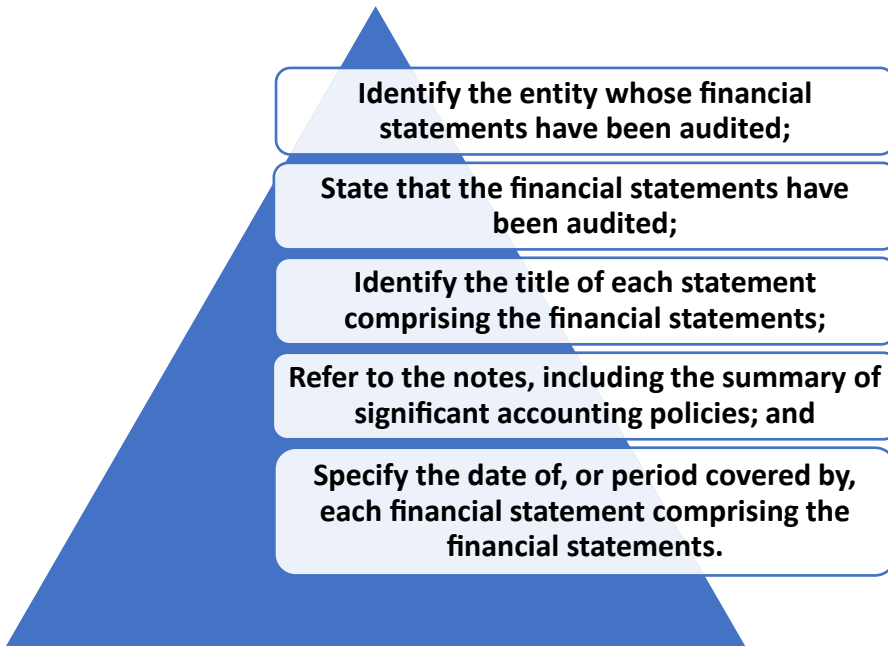 Identify the entity whose financial
statements have been audited;
State that the financial statements have
been audited;
Identify the title of each statement
comprising the financial statements;
Refer to the notes, including the summary of
significant accounting policies; and
Specify the date of, or period covered by,
each financial statement comprising the
financial statements.